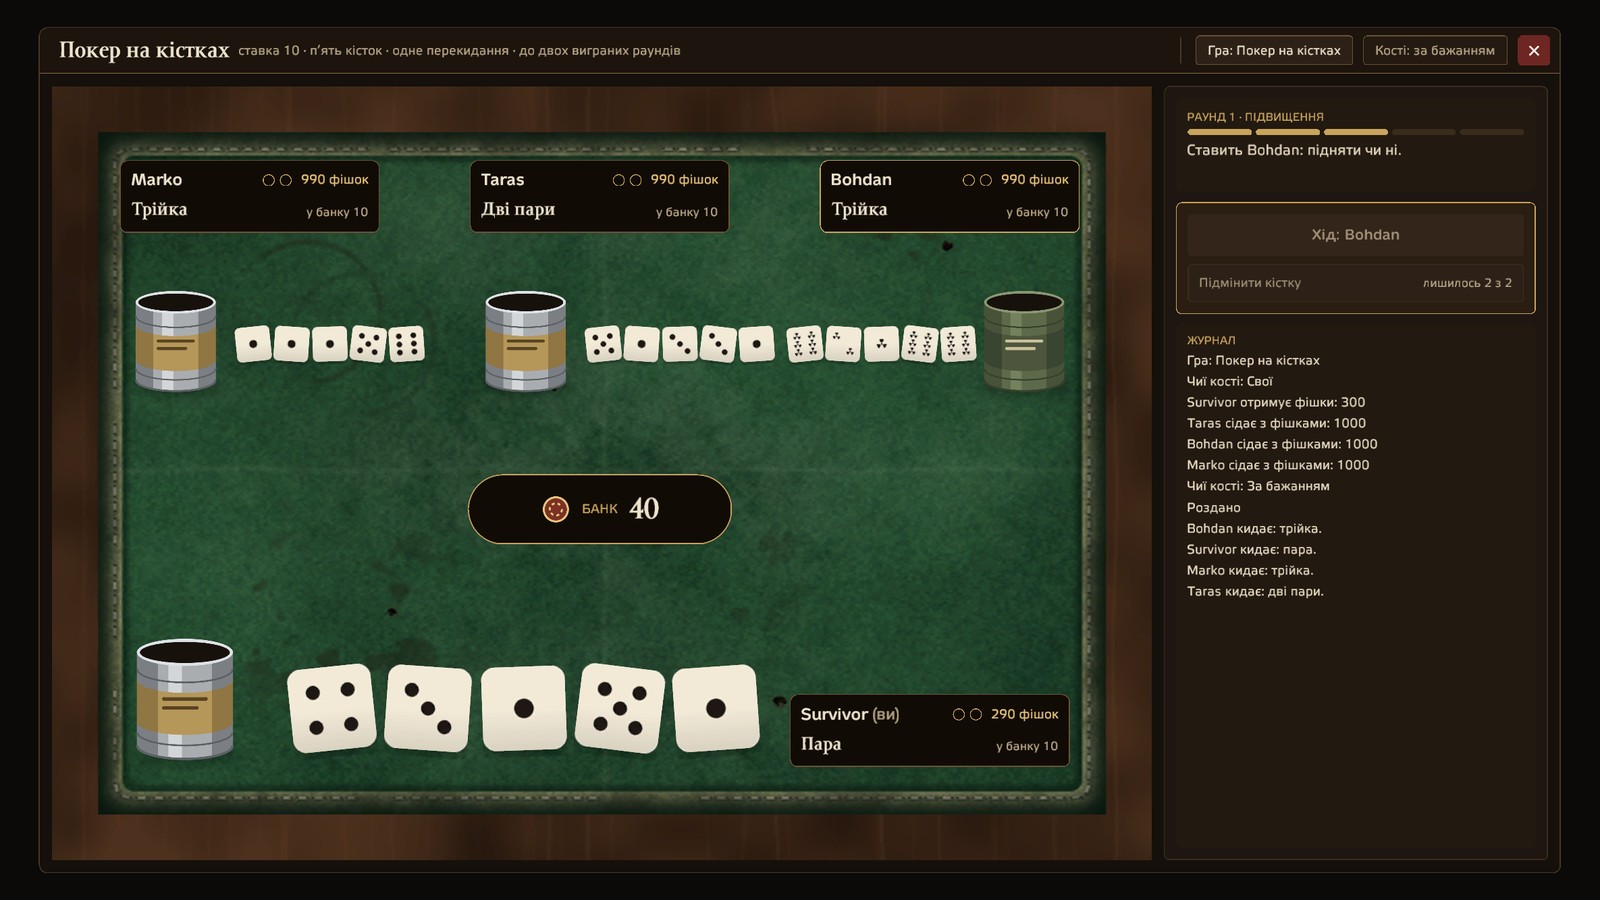 Покер на кістках ставка 10 · п’ять кісток · одне перекидання · до двох виграних раундів
Гра: Покер на кістках
Кості: за бажанням
Marko 990 фішок
Трійка у банку 10
Taras 990 фішок
Дві пари у банку 10
Bohdan 990 фішок
Трійка у банку 10
БАНК 40
Survivor (ви) 290 фішок
Пара у банку 10
РАУНД 1 · ПІДВИЩЕННЯ
Ставить Bohdan: підняти чи ні.
Хід: Bohdan
Підмінити кістку лишилось 2 з 2
ЖУРНАЛ
Гра: Покер на кістках
Чиї кості: Свої
Survivor отримує фішки: 300
Taras сідає з фішками: 1000
Bohdan сідає з фішками: 1000
Marko сідає з фішками: 1000
Чиї кості: За бажанням
Роздано
Bohdan кидає: трійка.
Survivor кидає: пара.
Marko кидає: трійка.
Taras кидає: дві пари.